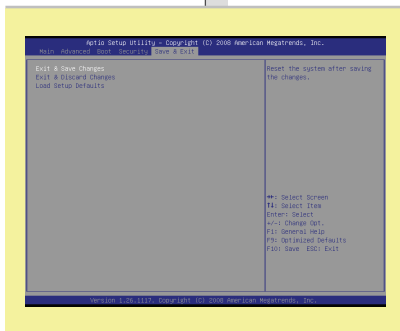 Aptio Setup Utility – Copyright (C) 2008 American Megatrends, Inc.
Main Advanced Boot Security Save & Exit
Exit & Save Changes
Exit & Discard Changes
Load Setup Defaults
Reset the system after saving
the changes.
→←: Select Screen
↑↓: Select Item
Enter: Select
+/-: Change Opt.
F1: General Help
F9: Optimized Defaults
F10: Save ESC: Exit
Version 1.26.1117. Copyright (C) 2008 American Megatrends, Inc.